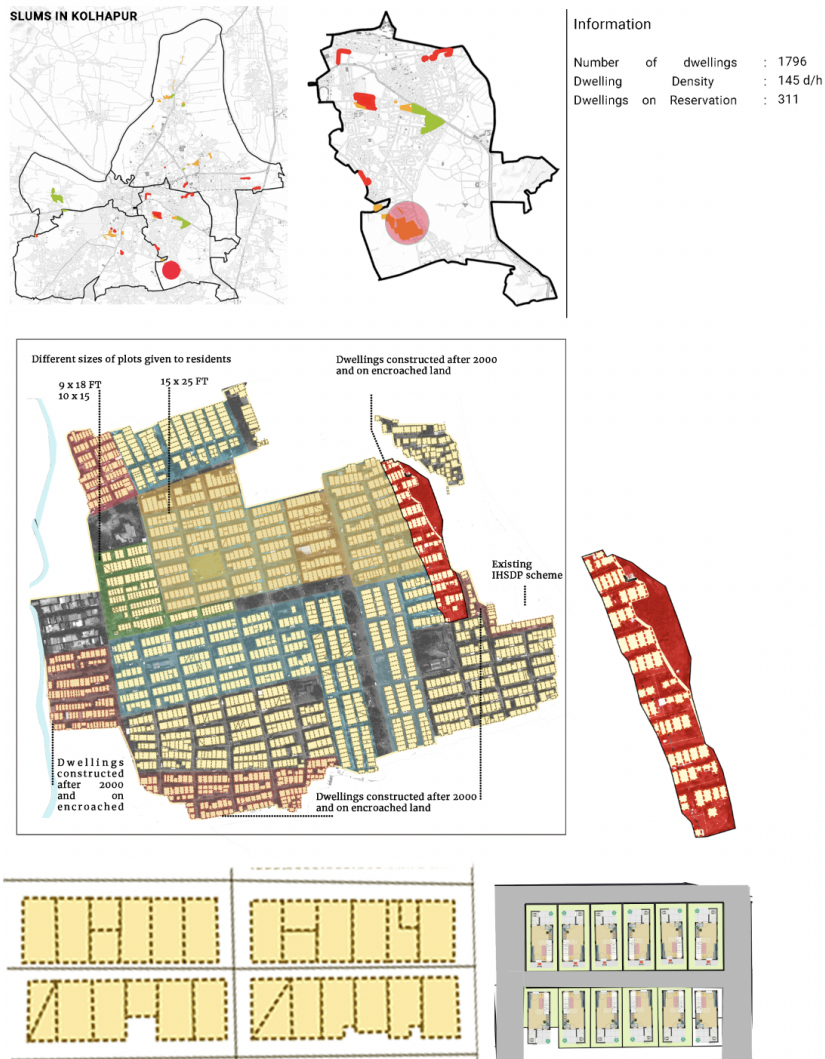 SLUMS IN KOLHAPUR
Information
Number of dwellings : 1796
Dwelling Density : 145 d/h
Dwellings on Reservation : 311
Different sizes of plots given to residents
9 x 18 FT
10 x 15
15 x 25 FT
Dwellings constructed after 2000
and on encroached land
Existing
IHSDP scheme
Dwellings
constructed
after 2000
and on
encroached
Dwellings constructed after 2000
and on encroached land